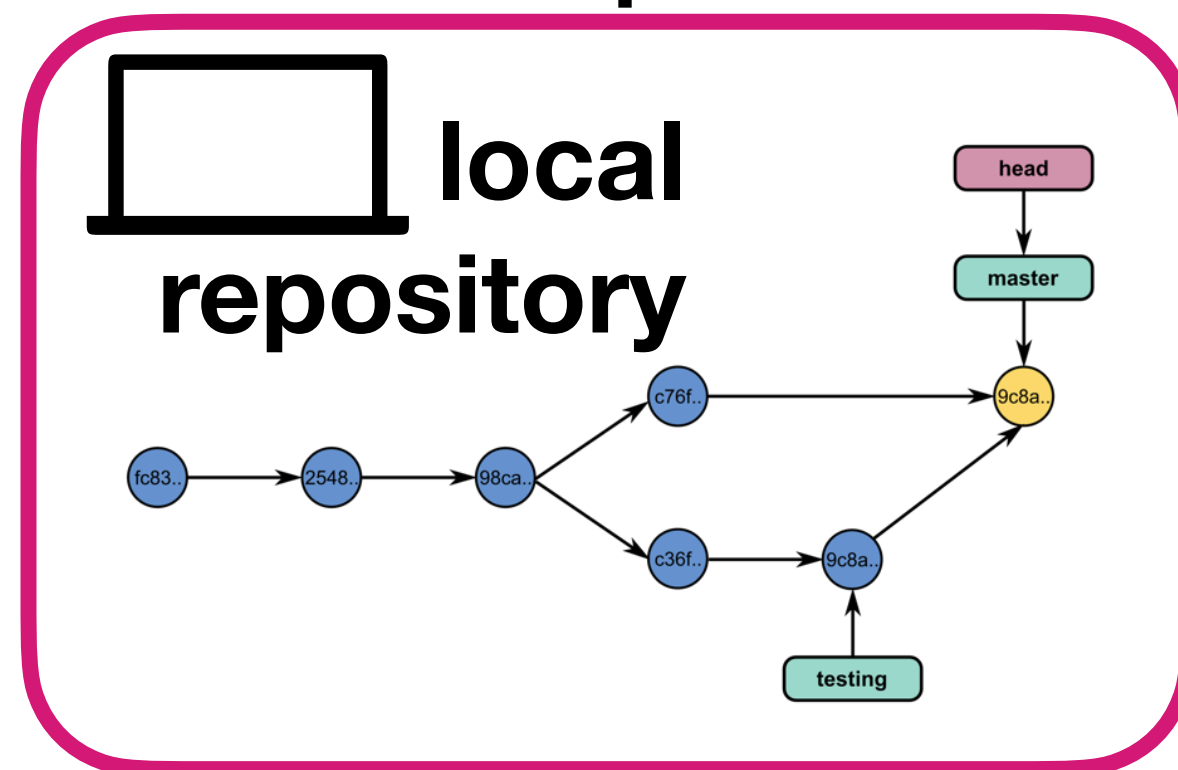 local
repository
head
master
c76f..
9c8a..
fc83..
2548..
98ca..
c36f..
9c8a..
testing